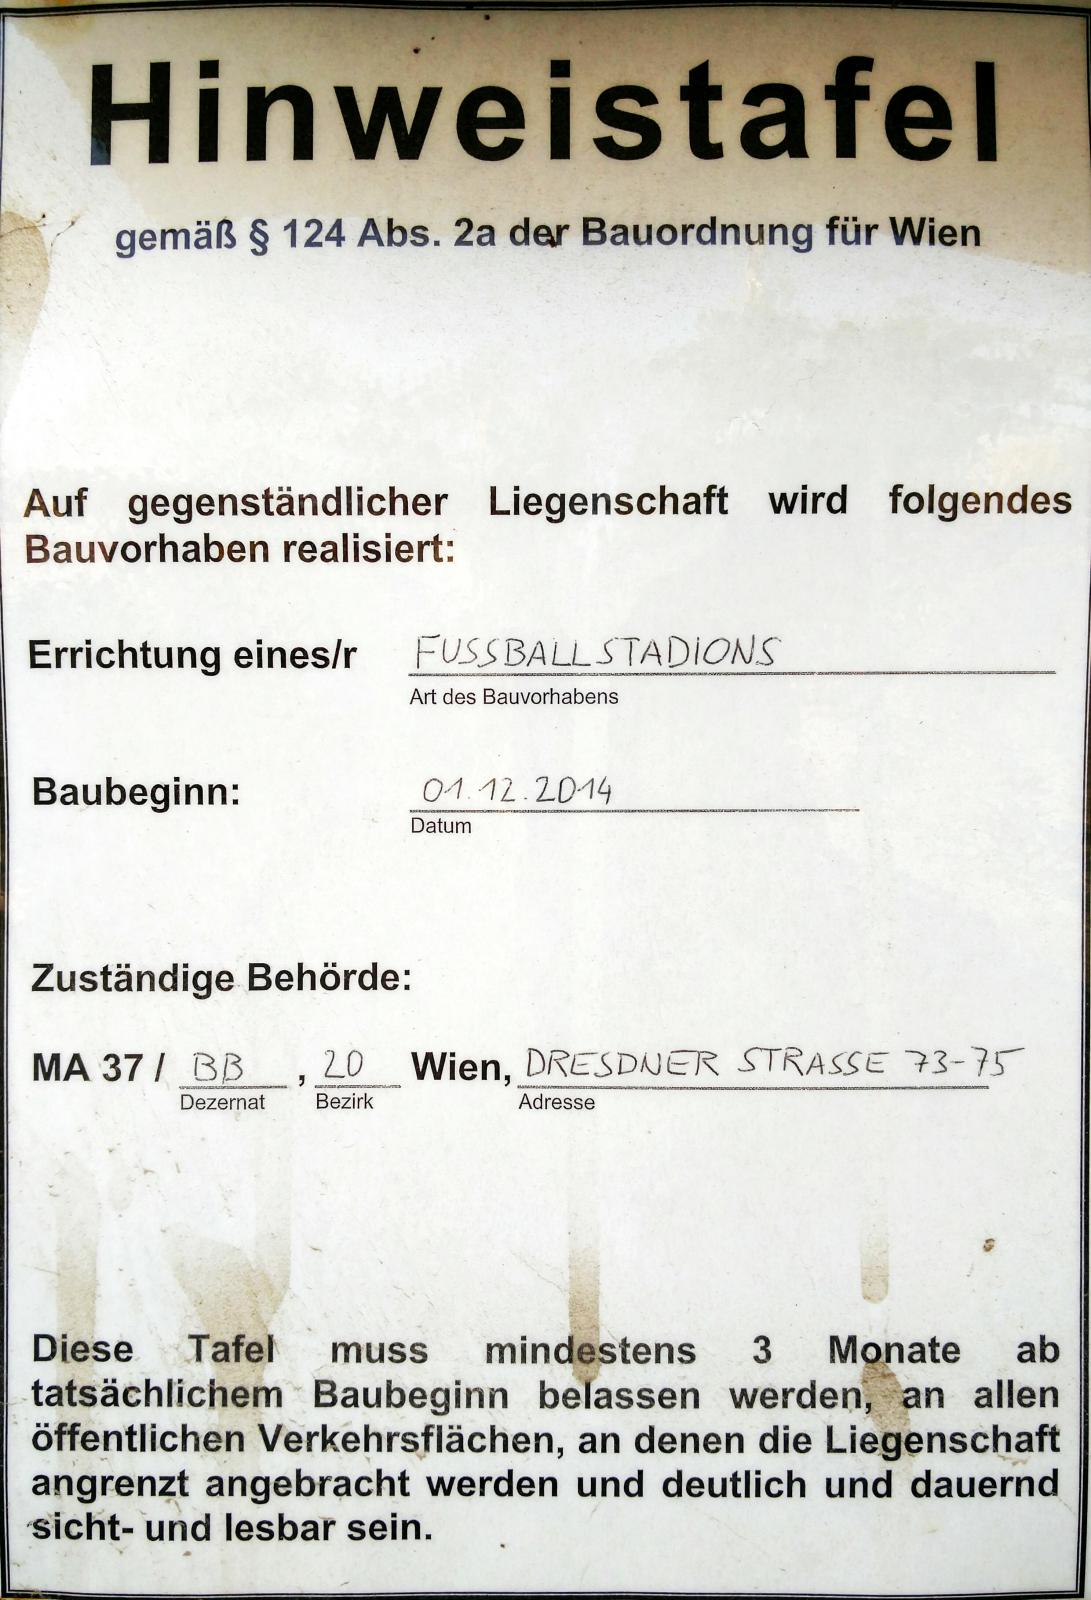 Hinweistafel
gemäß § 124 Abs. 2a der Bauordnung für Wien
Auf gegenständlicher Liegenschaft wird folgendes
Bauvorhaben realisiert:
Errichtung eines/r FUSSBALLSTADIONS
Art des Bauvorhabens
Baubeginn: 01.12.2014
Datum
Zuständige Behörde:
MA 37 / BB , 20 Wien, DRESDNER STRASSE 73-75
Dezernat Bezirk Adresse
Diese Tafel muss mindestens 3 Monate ab
tatsächlichem Baubeginn belassen werden, an allen
öffentlichen Verkehrsflächen, an denen die Liegenschaft
angrenzt angebracht werden und deutlich und dauernd
sicht- und lesbar sein.